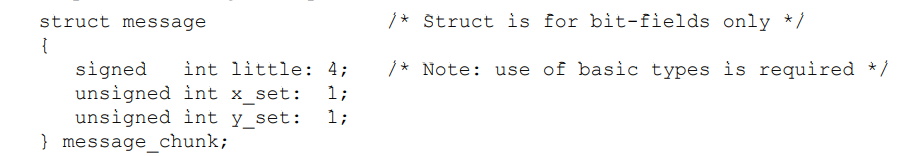 struct message                /* Struct is for bit-fields only */
{
   signed   int little: 4;    /* Note: use of basic types is required */
   unsigned int x_set:  1;
   unsigned int y_set:  1;
} message_chunk;